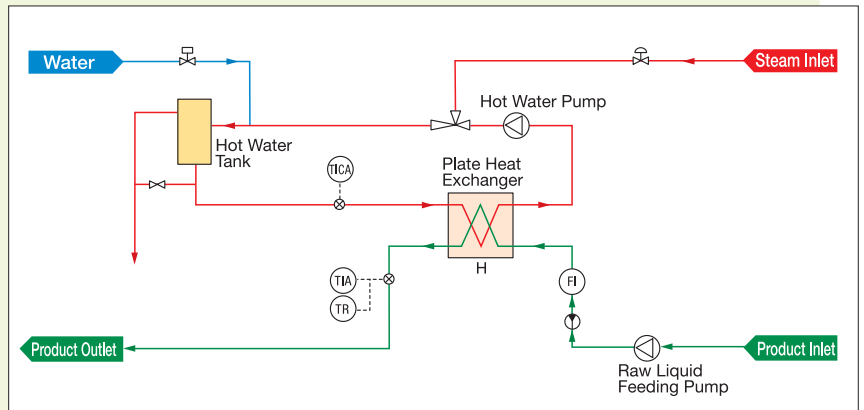 Water
Steam Inlet
Hot Water Pump
Hot Water
Tank
TICA
Plate Heat
Exchanger
H
TIA
TR
FI
Product Outlet
Product Inlet
Raw Liquid
Feeding Pump